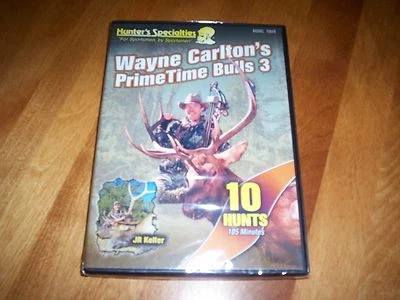 Hunter's Specialties
"For Sportsmen, by Sportsmen"
Wayne Carlton's
PrimeTime Bulls 3
10
HUNTS
105 Minutes
JR Keller